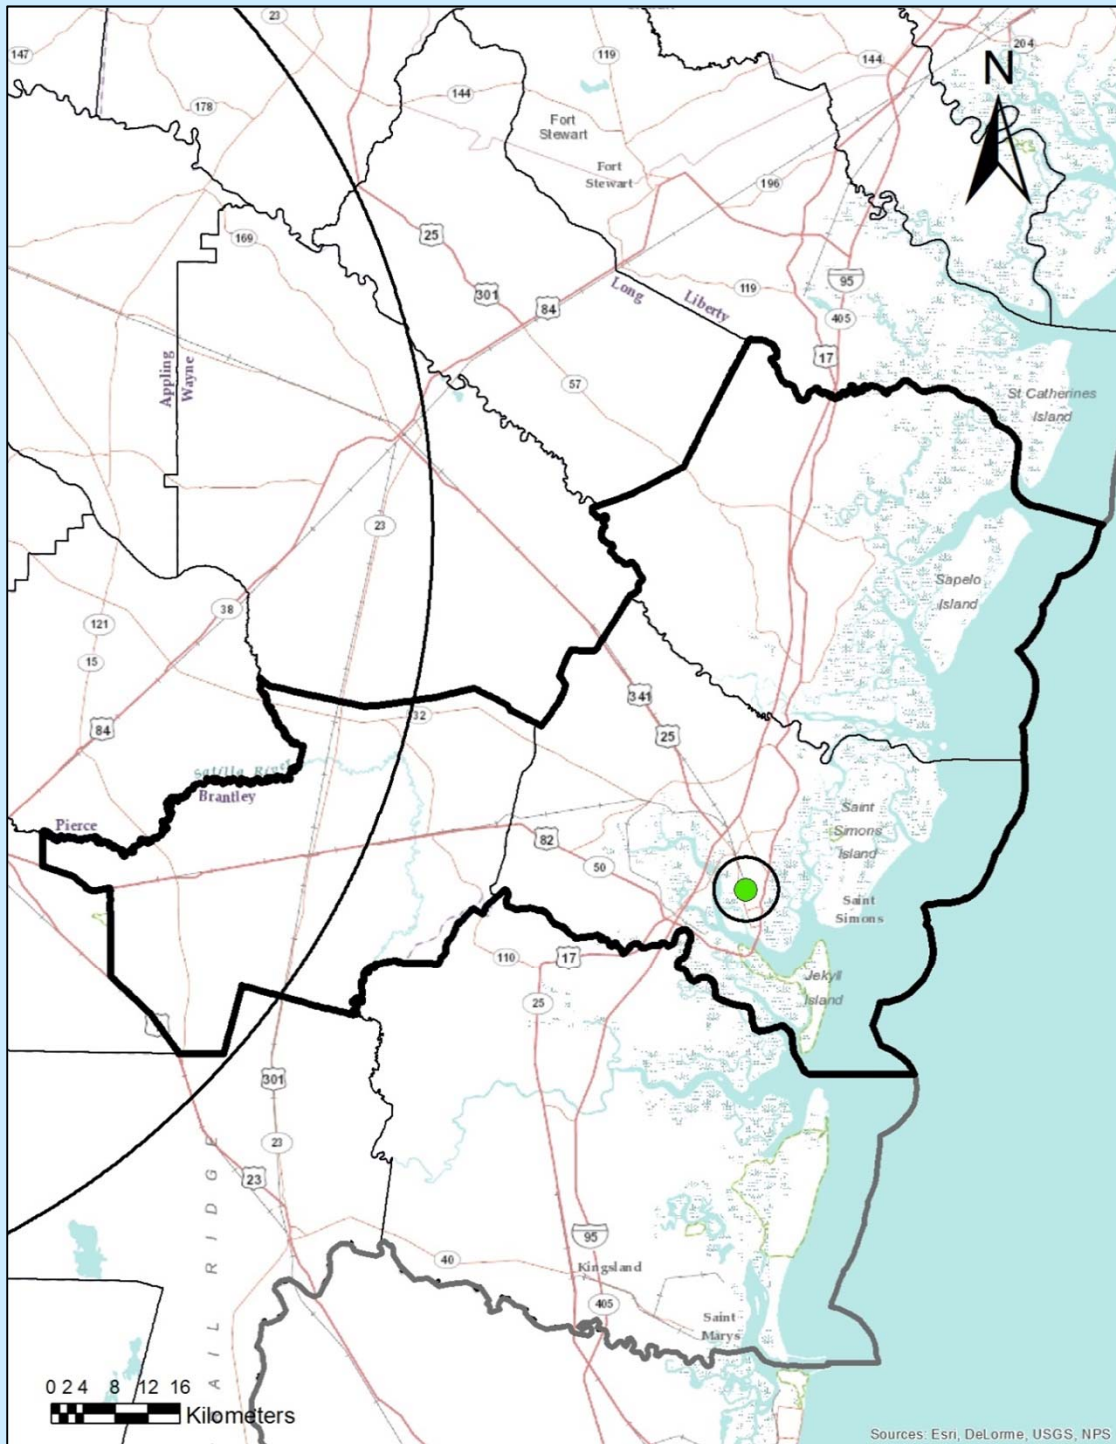 23
147
119
204
144
N
178
144
Fort
Stewart
Fort
Stewart
196
169
25
Long
Liberty
119
95
301
84
405
17
Appling
Wayne
57
St Catherines
Island
23
Sapelo
Island
38
121
15
341
32
84
25
Satilla River
Brantley
Pierce
Saint
Simons
Island
82
50
Saint
Simons
110
17
Jekyll
Island
25
301
23
23
95
40
Kingsland
405
Saint
Marys
A I L R I D G E
0 2 4 8 12 16
Kilometers
Sources: Esri, DeLorme, USGS, NPS